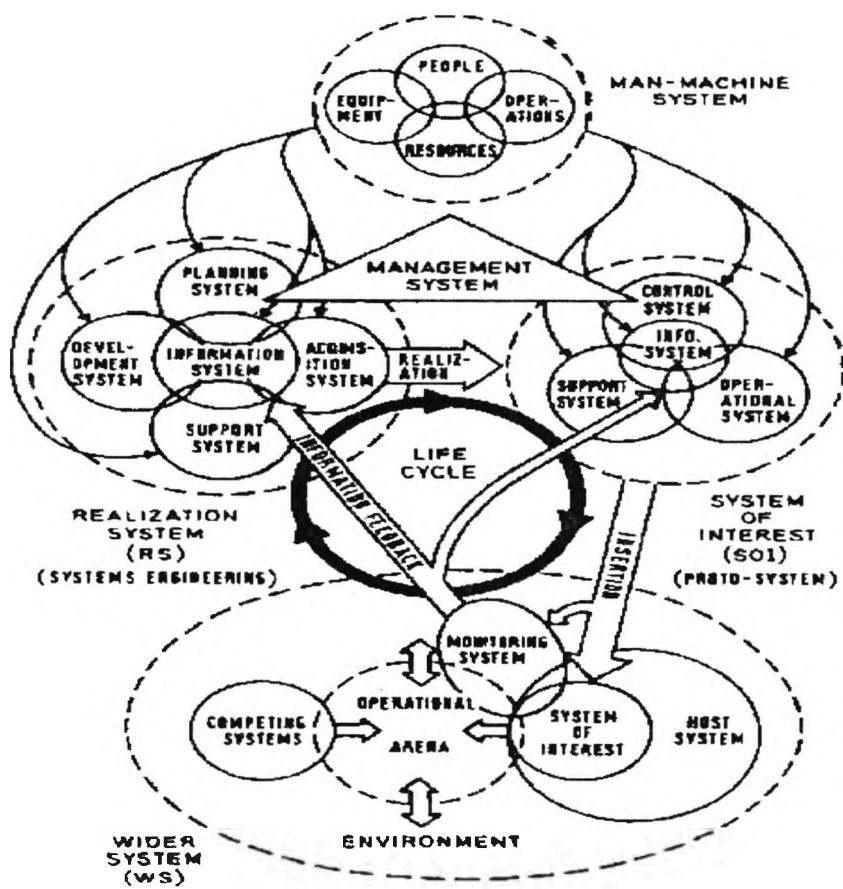 PEOPLE
EQUIP-
MENT
OPER-
ATIONS
RESOURCES
MAN-MACHINE
SYSTEM
MANAGEMENT
SYSTEM
PLANNING
SYSTEM
DEVEL-
OPMENT
SYSTEM
INFORMATION
SYSTEM
ACQUIS-
ITION
SYSTEM
SUPPORT
SYSTEM
REALIZ-
ATION
CONTROL
SYSTEM
INFO.
SYSTEM
SUPPORT
SYSTEM
OPER-
ATIONAL
SYSTEM
LIFE
CYCLE
INFORMATION FEEDBACK
INSERTION
REALIZATION
SYSTEM
(RS)
(SYSTEMS ENGINEERING)
SYSTEM
OF
INTEREST
(SOI)
(PROTO-SYSTEM)
MONITORING
SYSTEM
COMPETING
SYSTEMS
OPERATIONAL
ARENA
SYSTEM
OF
INTEREST
HOST
SYSTEM
ENVIRONMENT
WIDER
SYSTEM
(WS)